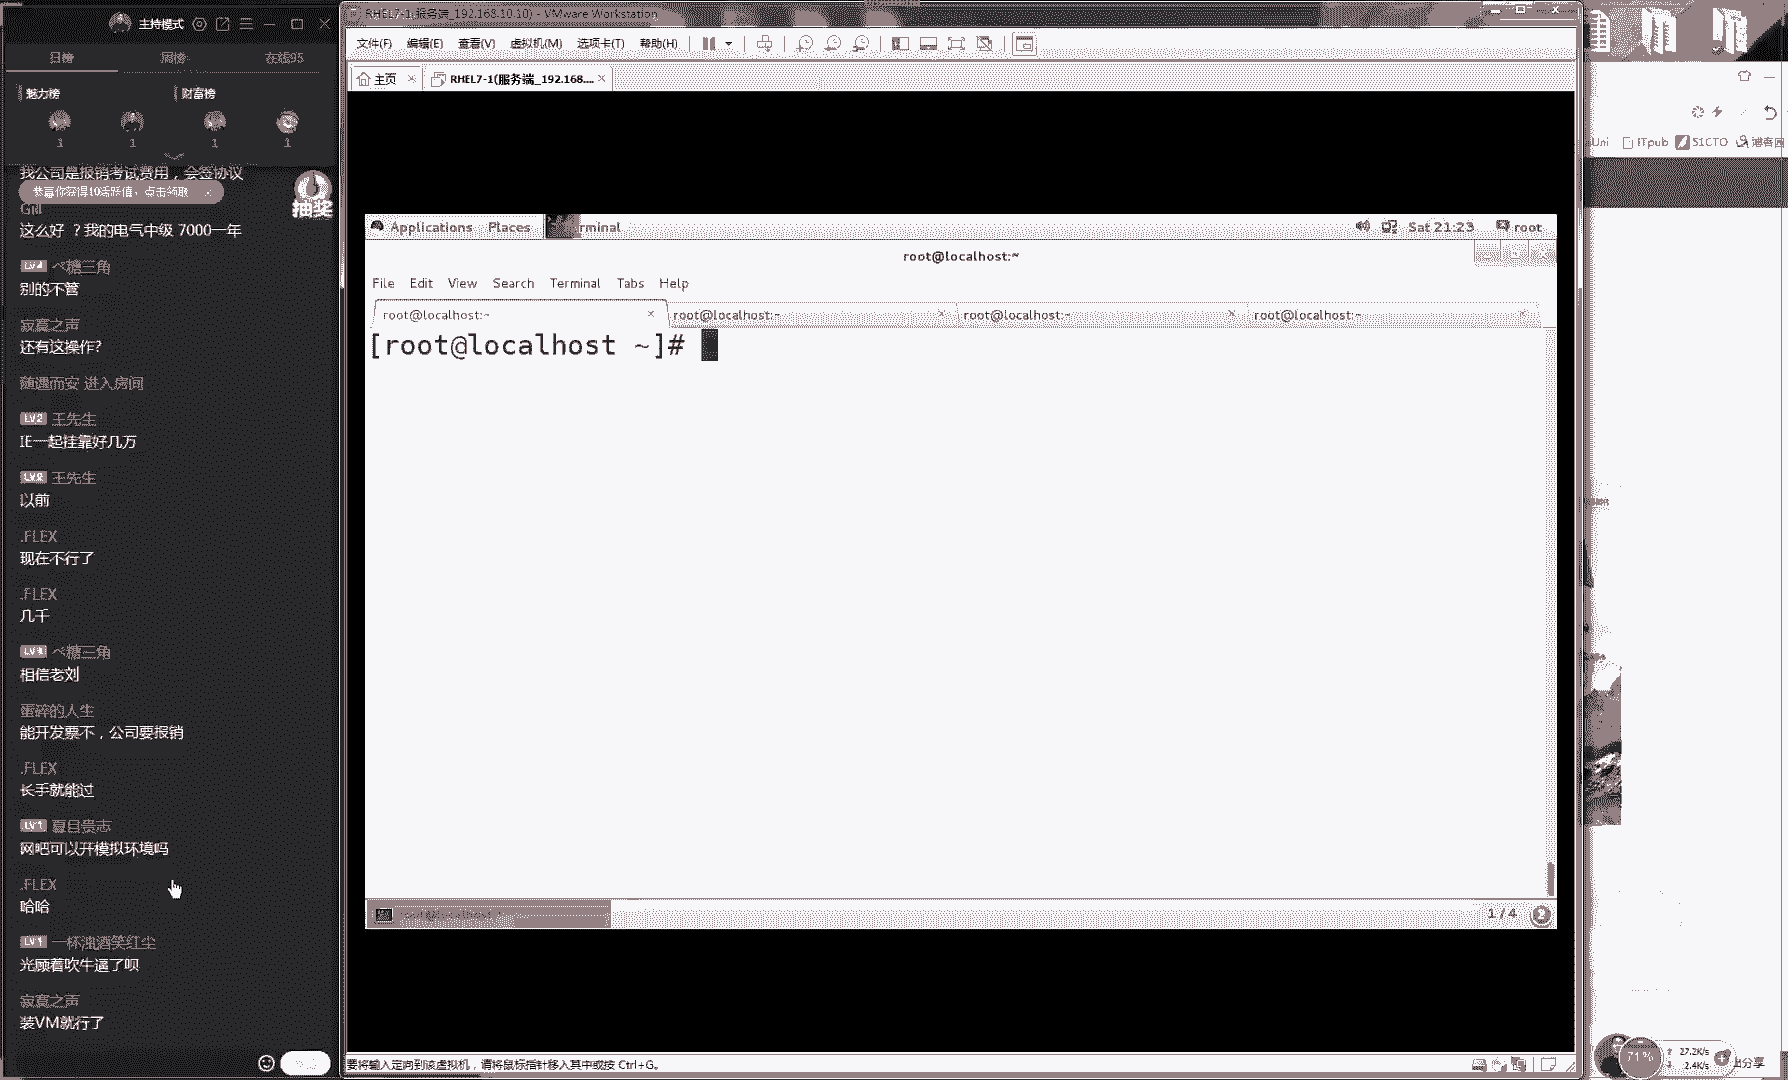 主持模式
日榜 周榜 在线95
魅力榜 财富榜
1 1 1 1
我公司是报销考试费用，会签协议
恭喜你获得10活跃值，点击领取
抽奖
GRI
这么好 ？我的电气中级 7000一年
LV4 ぺ糖三角
别的不管
寂寞之声
还有这操作?
随遇而安 进入房间
LV2 王先生
IE一起挂靠好几万
LV2 王先生
以前
.FLEX
现在不行了
.FLEX
几千
ぺ糖三角
相信老刘
蛋碎的人生
能开发票不，公司要报销
.FLEX
长手就能过
LV1 夏目贵志
网吧可以开模拟环境吗
.FLEX
哈哈
LV1 一杯浊酒笑红尘
光顾着吹牛逼了呗
寂寞之声
装VM就行了
RHEL7-1(服务端_192.168.10.10) - VMware Workstation
文件(F) 编辑(E) 查看(V) 虚拟机(M) 选项卡(T) 帮助(H)
主页 RHEL7-1(服务端_192.168....
Applications Places Sat 21:23 root
root@localhost:~
File Edit View Search Terminal Tabs Help
root@localhost:~ root@localhost:~ root@localhost:~ root@localhost:~
[root@localhost ~]#
1 / 4 2
要将输入定向到该虚拟机，请将鼠标指针移入其中或按 Ctrl+G。
ITpub 51CTO 博客园
71%
27.2K/s
2.4K/s
出分享